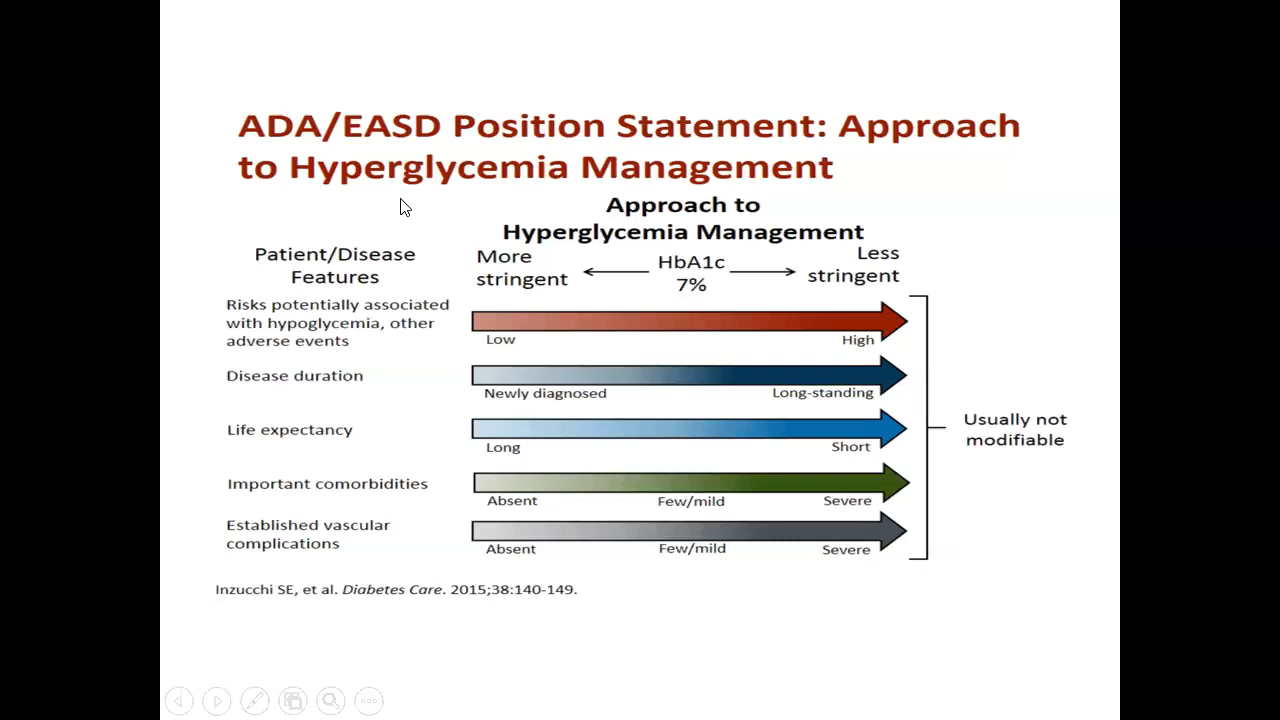 ADA/EASD Position Statement: Approach
to Hyperglycemia Management
Approach to
Hyperglycemia Management
Patient/Disease
Features
More
stringent
HbA1c
7%
Less
stringent
Risks potentially associated
with hypoglycemia, other
adverse events
Low
High
Disease duration
Newly diagnosed
Long-standing
Life expectancy
Long
Short
Important comorbidities
Absent
Few/mild
Severe
Established vascular
complications
Absent
Few/mild
Severe
Usually not
modifiable
Inzucchi SE, et al. Diabetes Care. 2015;38:140-149.